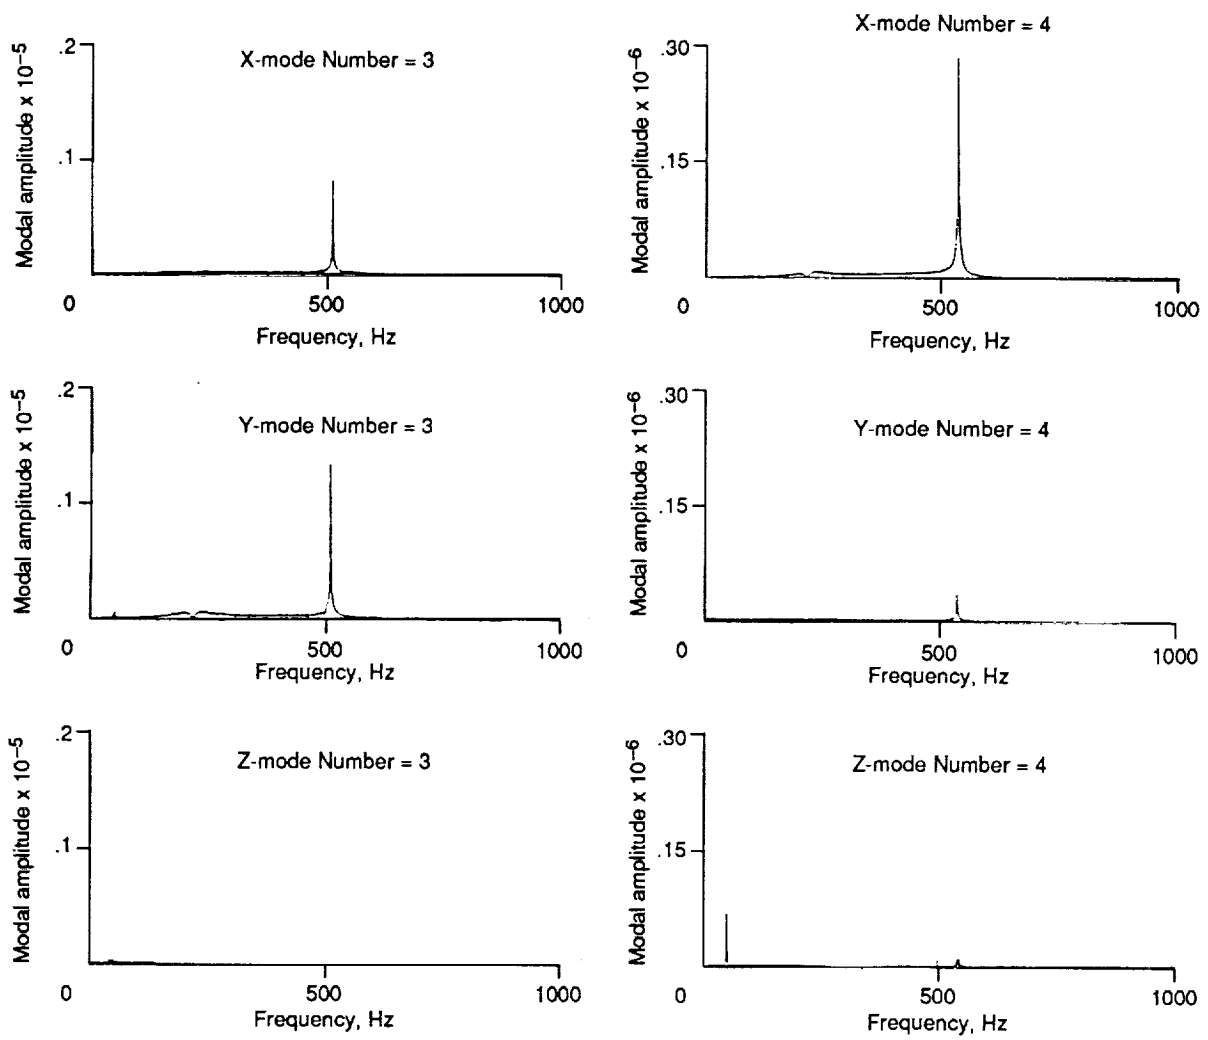 X-mode Number = 3
.2
.1
Modal amplitude x 10⁻⁵
0
500
1000
Frequency, Hz
X-mode Number = 4
.30
.15
Modal amplitude x 10⁻⁶
0
500
1000
Frequency, Hz
Y-mode Number = 3
.2
.1
Modal amplitude x 10⁻⁵
0
500
1000
Frequency, Hz
Y-mode Number = 4
.30
.15
Modal amplitude x 10⁻⁶
0
500
1000
Frequency, Hz
Z-mode Number = 3
.2
.1
Modal amplitude x 10⁻⁵
0
500
1000
Frequency, Hz
Z-mode Number = 4
.30
.15
Modal amplitude x 10⁻⁶
0
500
1000
Frequency, Hz